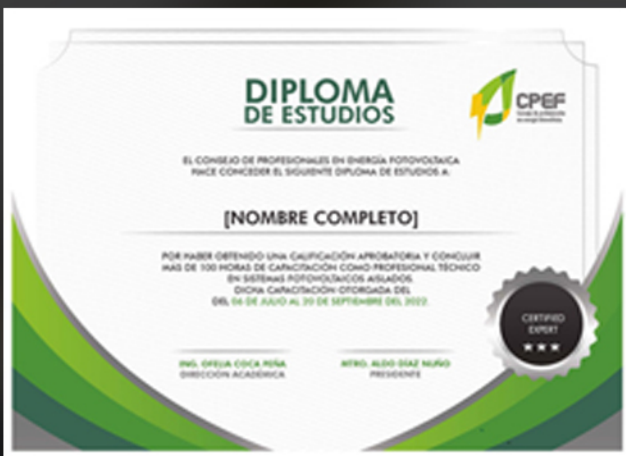 DIPLOMA
DE ESTUDIOS
CPEF
EL CONSEJO DE PROFESIONALES EN ENERGÍA FOTOVOLTAICA
HACE CONCEDER EL SIGUIENTE DIPLOMA DE ESTUDIOS A:
[NOMBRE COMPLETO]
POR HABER OBTENIDO UNA CALIFICACIÓN APROBATORIA Y CONCLUIR
MAS DE 100 HORAS DE CAPACITACIÓN COMO PROFESIONAL TÉCNICO
EN SISTEMAS FOTOVOLTAICOS AISLADOS.
DICHA CAPACITACIÓN OTORGADA DEL
DEL 06 DE JULIO AL 20 DE SEPTIEMBRE DEL 2022.
CERTIFIED
EXPERT
ING. OFELIA COCA PEÑA
DIRECCIÓN ACADÉMICA
MTRO. ALDO DÍAZ NUÑO
PRESIDENTE